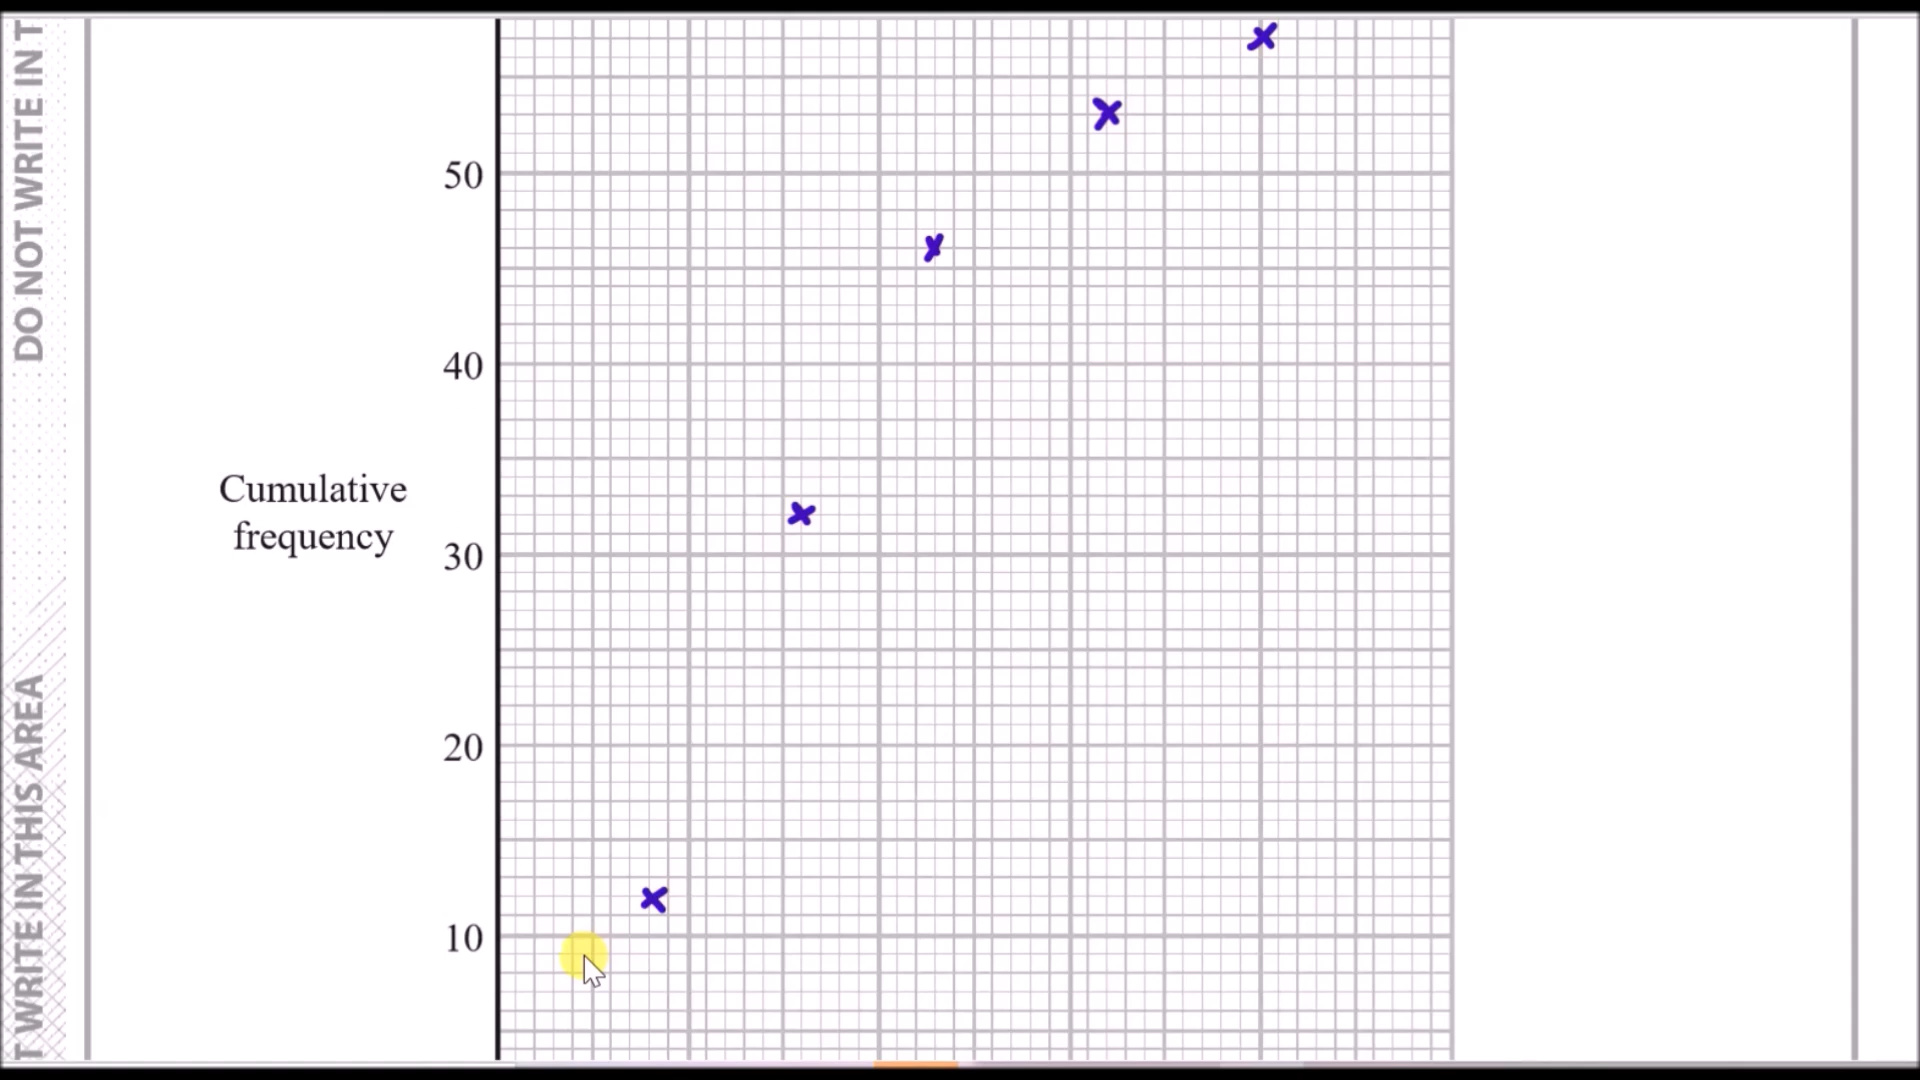 DO NOT WRITE IN T
50
40
Cumulative
frequency
30
20
T WRITE IN THIS AREA
10